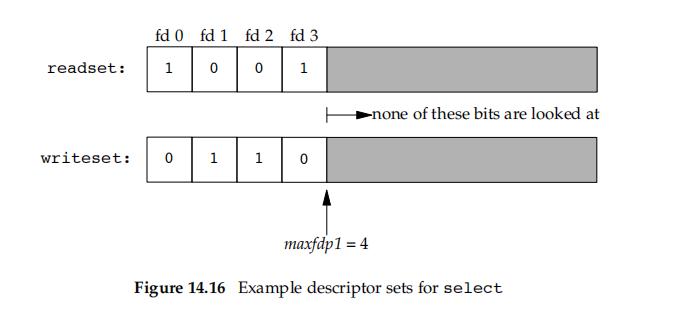 fd 0 fd 1 fd 2 fd 3
readset: 1 0 0 1
none of these bits are looked at
writeset: 0 1 1 0
maxfdp1 = 4
Figure 14.16 Example descriptor sets for select